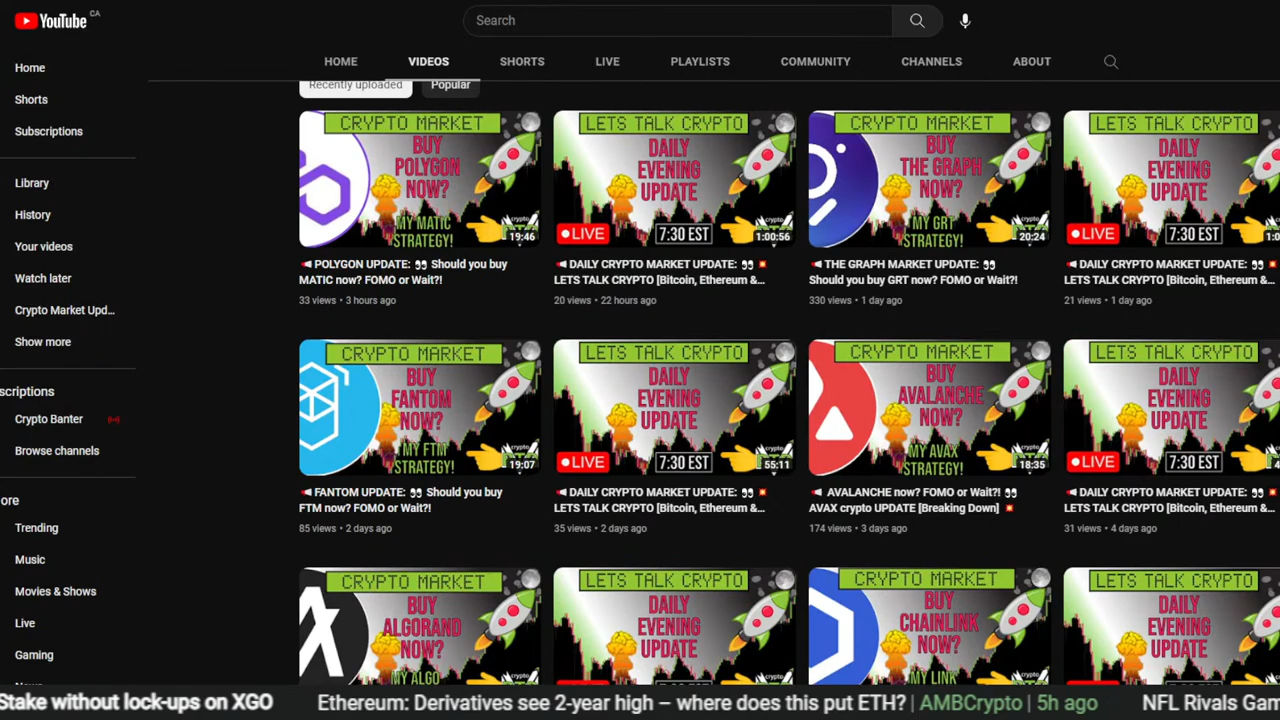 YouTube CA
Search
HOME VIDEOS SHORTS LIVE PLAYLISTS COMMUNITY CHANNELS ABOUT
Recently uploaded Popular
Home
Shorts
Subscriptions
Library
History
Your videos
Watch later
Crypto Market Upd...
Show more
scriptions
Crypto Banter
Browse channels
ore
Trending
Music
Movies & Shows
Live
Gaming
CRYPTO MARKET
BUY
POLYGON
NOW?
MY MATIC
STRATEGY!
crypto
19:46
📢 POLYGON UPDATE: 👀 Should you buy
MATIC now? FOMO or Wait?!
33 views • 3 hours ago
LETS TALK CRYPTO
DAILY
EVENING
UPDATE
LIVE
7:30 EST
crypto
1:00:56
📢 DAILY CRYPTO MARKET UPDATE: 👀 💥
LETS TALK CRYPTO [Bitcoin, Ethereum &...
20 views • 22 hours ago
CRYPTO MARKET
BUY
THE GRAPH
NOW?
MY GRT
STRATEGY!
crypto
20:24
📢 THE GRAPH MARKET UPDATE: 👀
Should you buy GRT now? FOMO or Wait?!
330 views • 1 day ago
LETS TALK CRYPTO
DAILY
EVENING
UPDATE
LIVE
7:30 EST
📢 DAILY CRYPTO MARKET UPDATE: 👀 💥
LETS TALK CRYPTO [Bitcoin, Ethereum &...
21 views • 1 day ago
CRYPTO MARKET
BUY
FANTOM
NOW?
MY FTM
STRATEGY!
crypto
19:07
📢 FANTOM UPDATE: 👀 Should you buy
FTM now? FOMO or Wait?!
85 views • 2 days ago
LETS TALK CRYPTO
DAILY
EVENING
UPDATE
LIVE
7:30 EST
crypto
55:11
📢 DAILY CRYPTO MARKET UPDATE: 👀 💥
LETS TALK CRYPTO [Bitcoin, Ethereum &...
35 views • 2 days ago
CRYPTO MARKET
BUY
AVALANCHE
NOW?
MY AVAX
STRATEGY!
crypto
18:35
📢 AVALANCHE now? FOMO or Wait?! 👀
AVAX crypto UPDATE [Breaking Down] 💥
174 views • 3 days ago
LETS TALK CRYPTO
DAILY
EVENING
UPDATE
LIVE
7:30 EST
📢 DAILY CRYPTO MARKET UPDATE: 👀 💥
LETS TALK CRYPTO [Bitcoin, Ethereum &...
31 views • 4 days ago
CRYPTO MARKET
BUY
ALGORAND
NOW?
MY ALGO
LETS TALK CRYPTO
DAILY
EVENING
UPDATE
CRYPTO MARKET
BUY
CHAINLINK
NOW?
MY LINK
LETS TALK CRYPTO
DAILY
EVENING
UPDATE
Stake without lock-ups on XGO Ethereum: Derivatives see 2-year high – where does this put ETH? | AMBCrypto | 5h ago NFL Rivals Gam